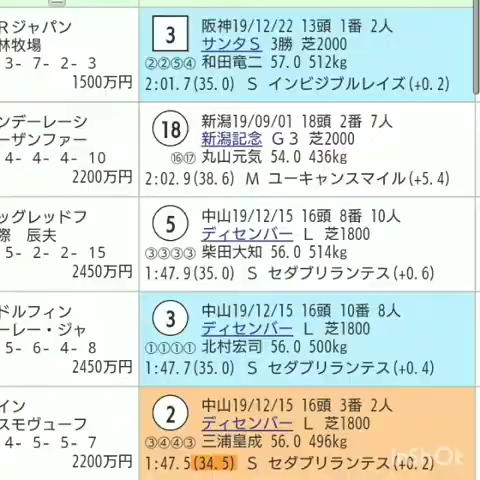 Ｒジャパン
林牧場
3- 7- 2- 3
1500万円
3
阪神19/12/22 13頭 1番 2人
サンタＳ 3勝 芝2000
②②⑤④ 和田竜二 57.0 512kg
2:01.7(35.0) Ｓ インビジブルレイズ(+0.2)
ンデーレーシ
ーザンファー
4- 4- 4- 10
2200万円
18
新潟19/09/01 18頭 2番 7人
新潟記念 Ｇ３ 芝2000
⑯⑰ 丸山元気 54.0 436kg
2:02.9(38.6) Ｍ ユーキャンスマイル(+5.4)
ッグレッドフ
際 辰夫
5- 2- 2- 15
2450万円
5
中山19/12/15 16頭 8番 10人
ディセンバー Ｌ 芝1800
③③③③ 柴田大知 56.0 514kg
1:47.9(35.0) Ｓ セダブリランテス(+0.6)
ドルフィン
ーレー・ジャ
5- 6- 4- 8
2450万円
3
中山19/12/15 16頭 10番 8人
ディセンバー Ｌ 芝1800
①①①① 北村宏司 56.0 500kg
1:47.7(35.0) Ｓ セダブリランテス(+0.4)
イン
スモヴューフ
4- 5- 5- 7
2200万円
2
中山19/12/15 16頭 3番 2人
ディセンバー Ｌ 芝1800
③④④③ 三浦皇成 56.0 496kg
1:47.5(34.5) Ｓ セダブリランテス(+0.2)
InShot